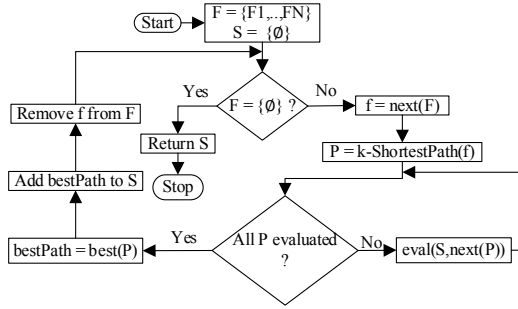 Start
F = {F1,..,FN}
S = {Ø}
Yes
F = {Ø} ?
No
f = next(F)
Remove f from F
Return S
P = k-ShortestPath(f)
Add bestPath to S
Stop
bestPath = best(P)
Yes
All P evaluated
?
No
eval(S,next(P))